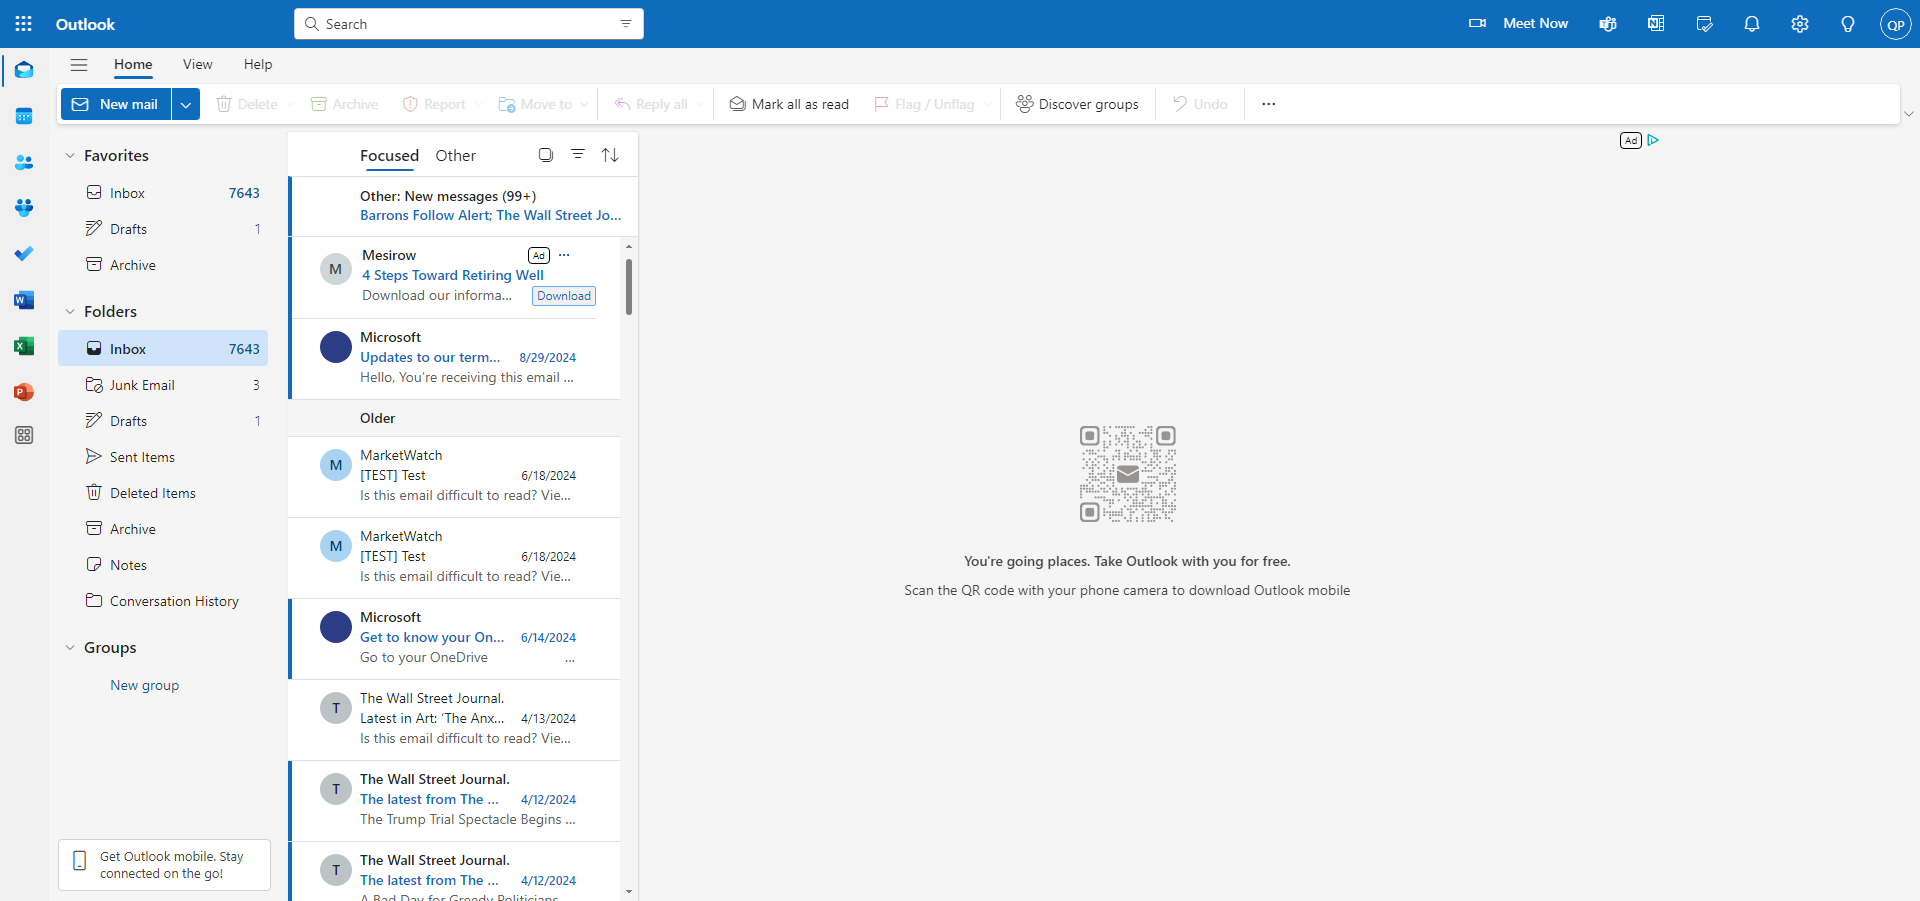 Outlook
Search
Meet Now
QP
Home
View
Help
New mail
Delete
Archive
Report
Move to
Reply all
Mark all as read
Flag / Unflag
Discover groups
Undo
Favorites
Inbox 7643
Drafts 1
Archive
Folders
Inbox 7643
Junk Email 3
Drafts 1
Sent Items
Deleted Items
Archive
Notes
Conversation History
Groups
New group
Get Outlook mobile. Stay
connected on the go!
Focused Other
Other: New messages (99+)
Barrons Follow Alert; The Wall Street Jo...
M
Mesirow Ad
4 Steps Toward Retiring Well
Download our informa... Download
Microsoft
Updates to our term... 8/29/2024
Hello, You're receiving this email ...
Older
M
MarketWatch
[TEST] Test 6/18/2024
Is this email difficult to read? Vie...
M
MarketWatch
[TEST] Test 6/18/2024
Is this email difficult to read? Vie...
Microsoft
Get to know your On... 6/14/2024
Go to your OneDrive ...
T
The Wall Street Journal.
Latest in Art: 'The Anx... 4/13/2024
Is this email difficult to read? Vie...
T
The Wall Street Journal.
The latest from The ... 4/12/2024
The Trump Trial Spectacle Begins ...
T
The Wall Street Journal.
The latest from The ... 4/12/2024
A Bad Day for Greedy Politicians
Ad
You're going places. Take Outlook with you for free.
Scan the QR code with your phone camera to download Outlook mobile